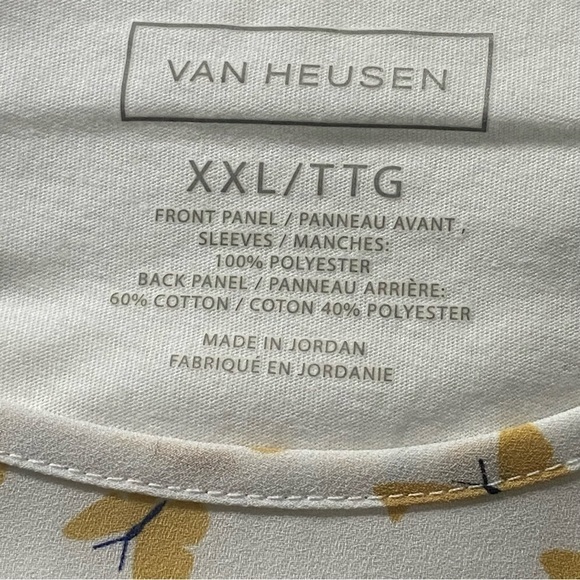 VAN HEUSEN
XXL/TTG
FRONT PANEL / PANNEAU AVANT ,
SLEEVES / MANCHES:
100% POLYESTER
BACK PANEL / PANNEAU ARRIÈRE:
60% COTTON / COTON 40% POLYESTER
MADE IN JORDAN
FABRIQUÉ EN JORDANIE